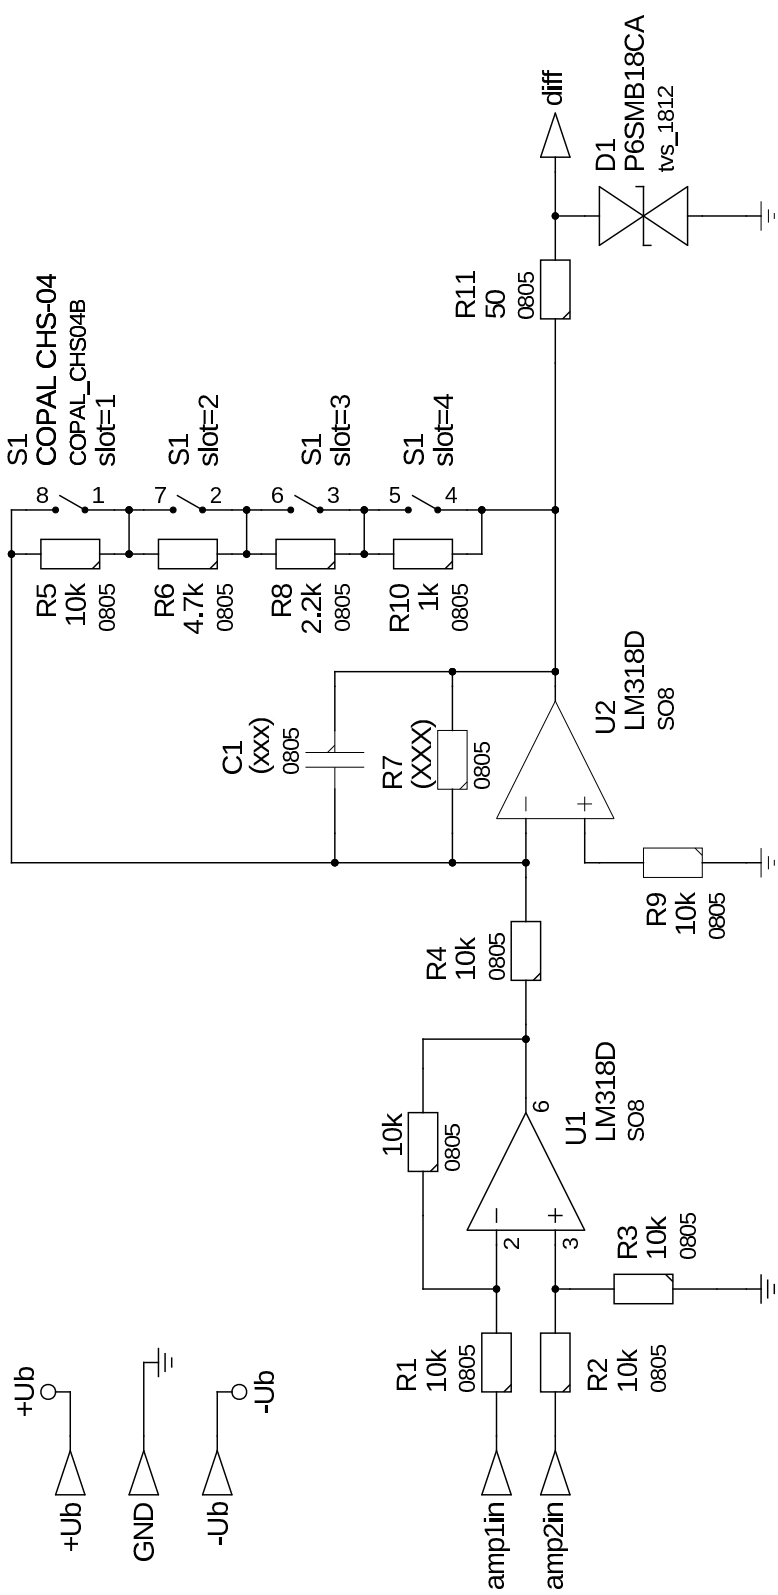 +Ub
+Ub
GND
-Ub
-Ub
amp1in
amp2in
R1
10k
0805
R2
10k
0805
R3
10k
0805
10k
0805
2
3
6
U1
LM318D
SO8
R4
10k
0805
R9
10k
0805
C1
(xxx)
0805
R7
(XXX)
0805
U2
LM318D
SO8
R5
10k
0805
R6
4.7k
0805
R8
2.2k
0805
R10
1k
0805
8
1
7
2
6
3
5
4
S1
COPAL CHS-04
COPAL_CHS04B
slot=1
S1
slot=2
S1
slot=3
S1
slot=4
R11
50
0805
diff
D1
P6SMB18CA
tvs_1812